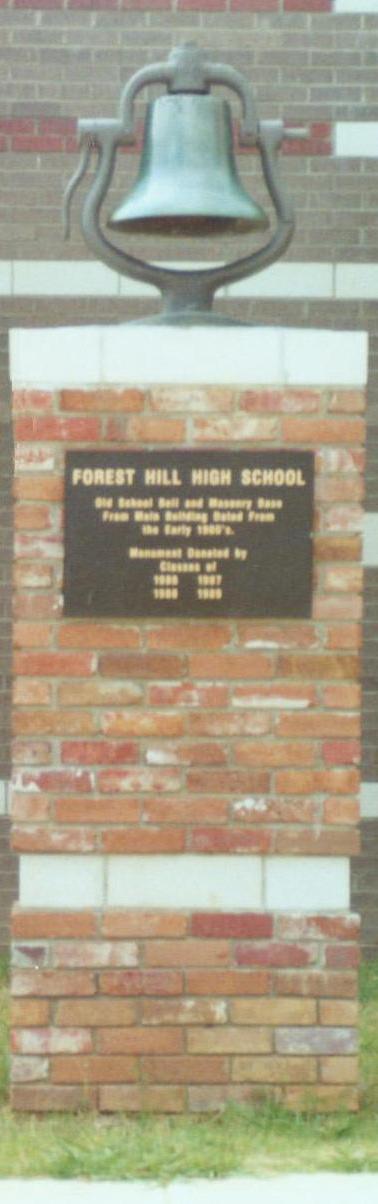 FOREST HILL HIGH SCHOOL
Old School Bell and Masonry Base
From Main Building Dated From
the Early 1900's.
Monument Donated by
Classes of
1986 1987
1988 1989